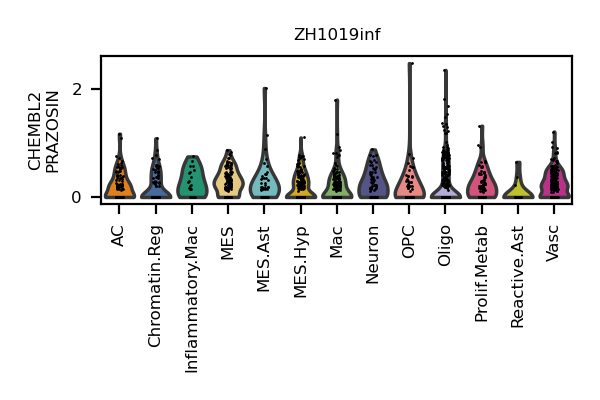 ZH1019inf
CHEMBL2
PRAZOSIN
2
0
AC
Chromatin.Reg
Inflammatory.Mac
MES
MES.Ast
MES.Hyp
Mac
Neuron
OPC
Oligo
Prolif.Metab
Reactive.Ast
Vasc